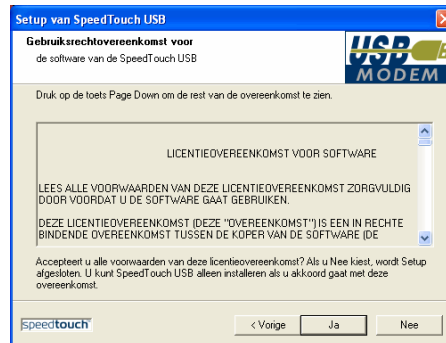 Setup van SpeedTouch USB
Gebruiksrechtovereenkomst voor
de software van de SpeedTouch USB
USB
MODEM
Druk op de toets Page Down om de rest van de overeenkomst te zien.
LICENTIEOVEREENKOMST VOOR SOFTWARE
LEES ALLE VOORWAARDEN VAN DEZE LICENTIEOVEREENKOMST ZORGVULDIG
DOOR VOORDAT U DE SOFTWARE GAAT GEBRUIKEN.
DEZE LICENTIEOVEREENKOMST (DEZE "OVEREENKOMST") IS EEN IN RECHTE
BINDENDE OVEREENKOMST TUSSEN DE KOPER VAN DE SOFTWARE (DE
Accepteert u alle voorwaarden van deze licentieovereenkomst? Als u Nee kiest, wordt Setup
afgesloten. U kunt SpeedTouch USB alleen installeren als u akkoord gaat met deze
overeenkomst.
speedtouch
< Vorige
Ja
Nee